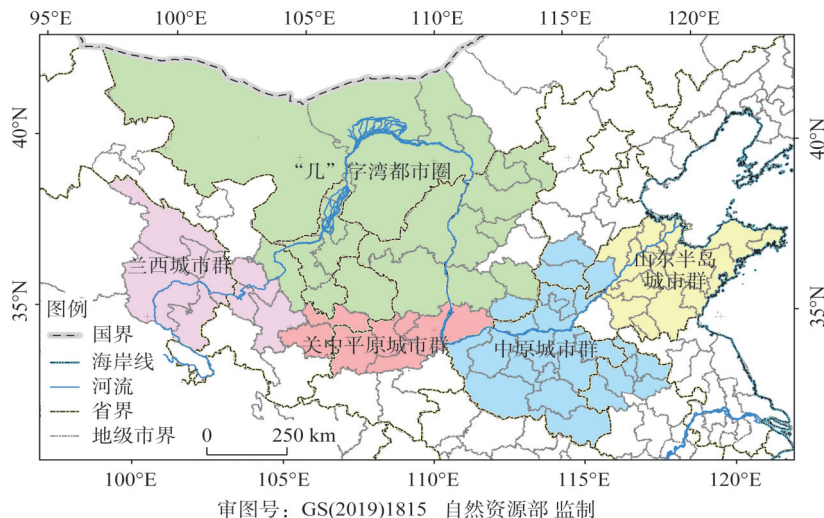 95°E 100°E 105°E 110°E 115°E 120°E
40°N 40°N
“几”字湾都市圈
兰西城市群
山东半岛
城市群
35°N 35°N
关中平原城市群
中原城市群
图例
国界
海岸线
河流
省界
地级市界
0 250 km
100°E 105°E 110°E 115°E 120°E
审图号：GS(2019)1815 自然资源部 监制